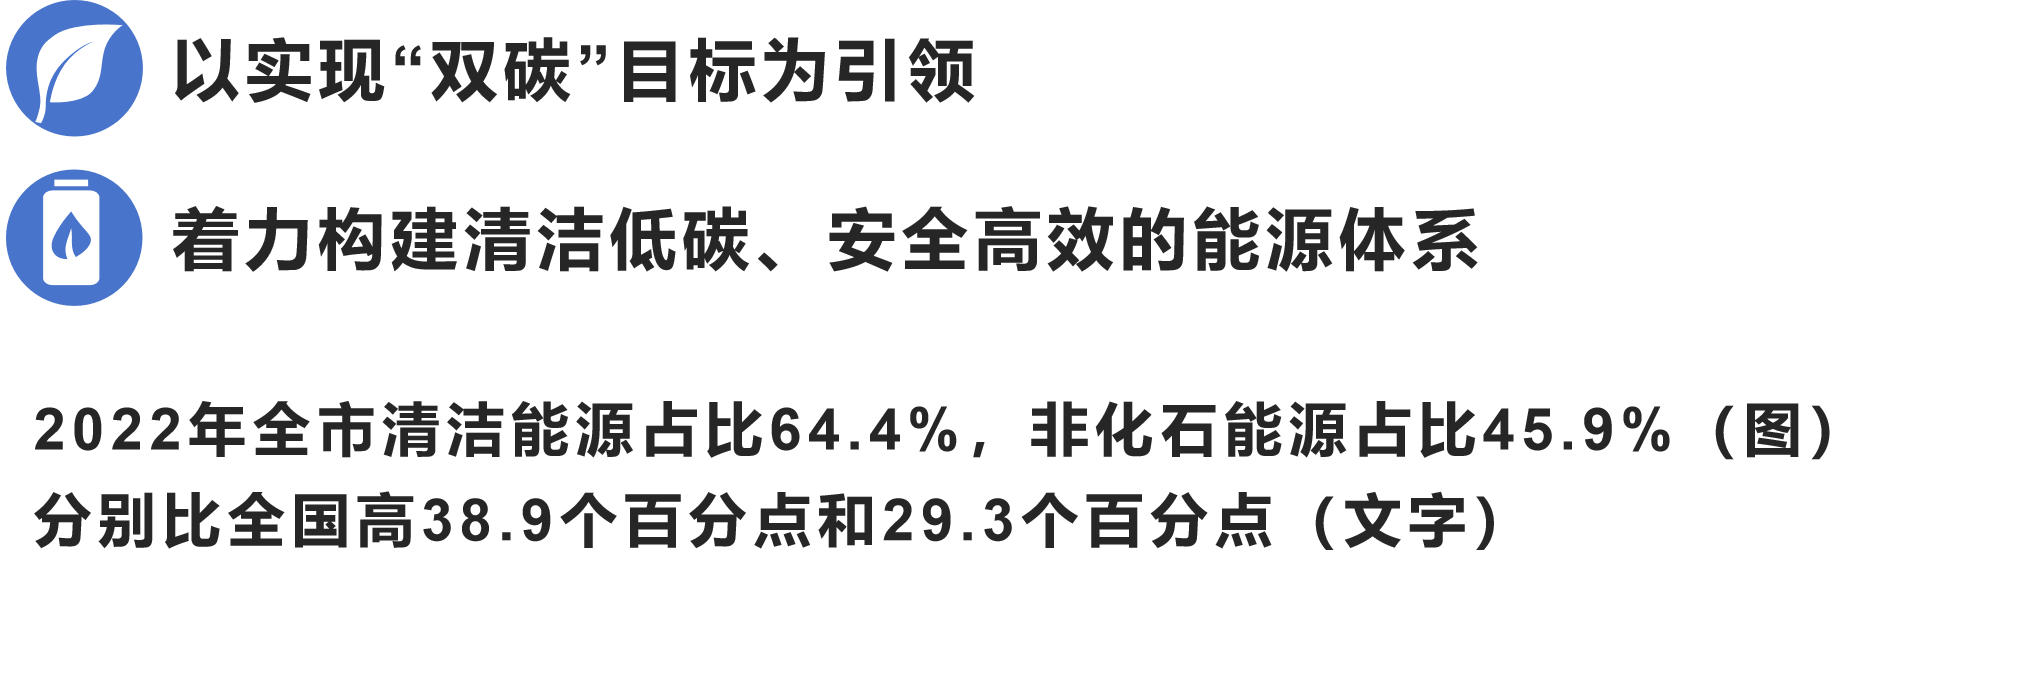 以实现“双碳”目标为引领
着力构建清洁低碳、安全高效的能源体系
2022年全市清洁能源占比64.4%，非化石能源占比45.9%（图）
分别比全国高38.9个百分点和29.3个百分点（文字）